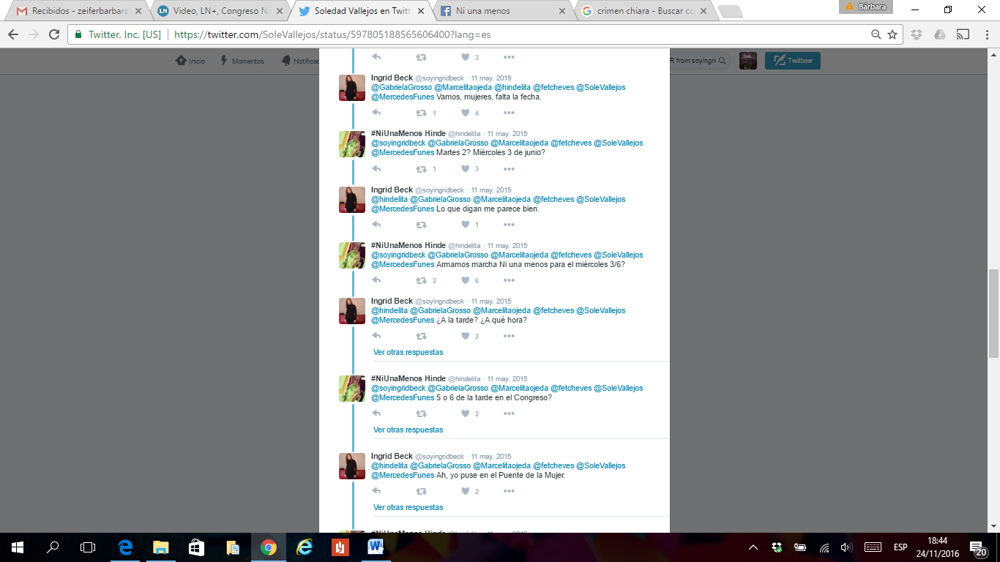 Recibidos - zeiferbarbara
Video, LN+, Congreso Na
Soledad Vallejos en Twitt
Ni una menos
crimen chiara - Buscar co
Bárbara
Twitter, Inc. [US] https://twitter.com/SoleVallejos/status/597805188565606400?lang=es
Inicio Momentos Notificac R from:soyingri Twittear
3
Ingrid Beck @soyingridbeck · 11 may. 2015
@GabrielaGrosso @Marcelitaojeda @hindelita @fetcheves @SoleVallejos
@MercedesFunes Vamos, mujeres, falta la fecha.
1 4
#NiUnaMenos Hinde @hindelita · 11 may. 2015
@soyingridbeck @GabrielaGrosso @Marcelitaojeda @fetcheves @SoleVallejos
@MercedesFunes Martes 2? Miércoles 3 de junio?
1 3
Ingrid Beck @soyingridbeck · 11 may. 2015
@hindelita @GabrielaGrosso @Marcelitaojeda @fetcheves @SoleVallejos
@MercedesFunes Lo que digan me parece bien.
1
#NiUnaMenos Hinde @hindelita · 11 may. 2015
@soyingridbeck @GabrielaGrosso @Marcelitaojeda @fetcheves @SoleVallejos
@MercedesFunes Armamos marcha Ni una menos para el miércoles 3/6?
2 6
Ingrid Beck @soyingridbeck · 11 may. 2015
@hindelita @GabrielaGrosso @Marcelitaojeda @fetcheves @SoleVallejos
@MercedesFunes ¿A la tarde? ¿A qué hora?
2
Ver otras respuestas
#NiUnaMenos Hinde @hindelita · 11 may. 2015
@soyingridbeck @GabrielaGrosso @Marcelitaojeda @fetcheves @SoleVallejos
@MercedesFunes 5 o 6 de la tarde en el Congreso?
2
Ver otras respuestas
Ingrid Beck @soyingridbeck · 11 may. 2015
@hindelita @GabrielaGrosso @Marcelitaojeda @fetcheves @SoleVallejos
@MercedesFunes Ah, yo puse en el Puente de la Mujer.
2
Ver otras respuestas
#NiUnaMenos Hinde @hindelita · 11 may. 2015
ESP
18:44
24/11/2016
20